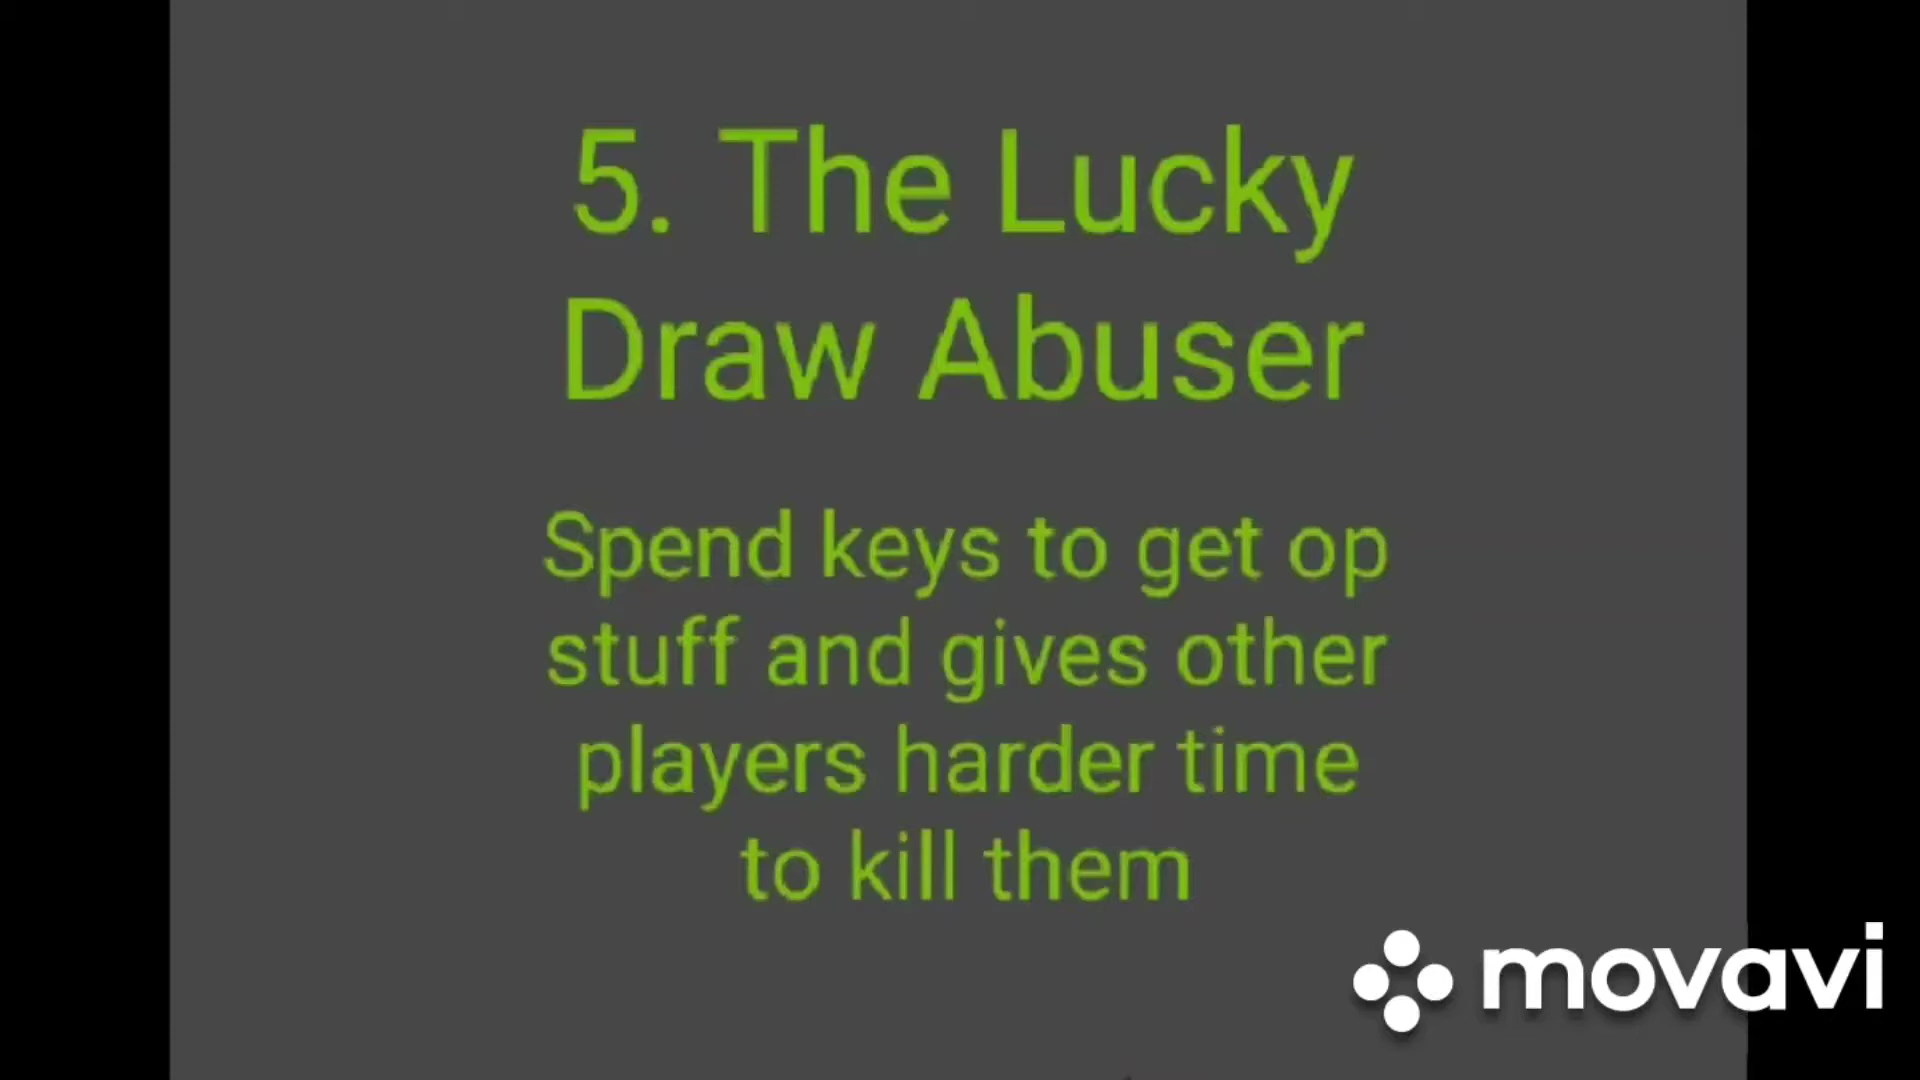 5. The Lucky
Draw Abuser
Spend keys to get op
stuff and gives other
players harder time
to kill them
movavi